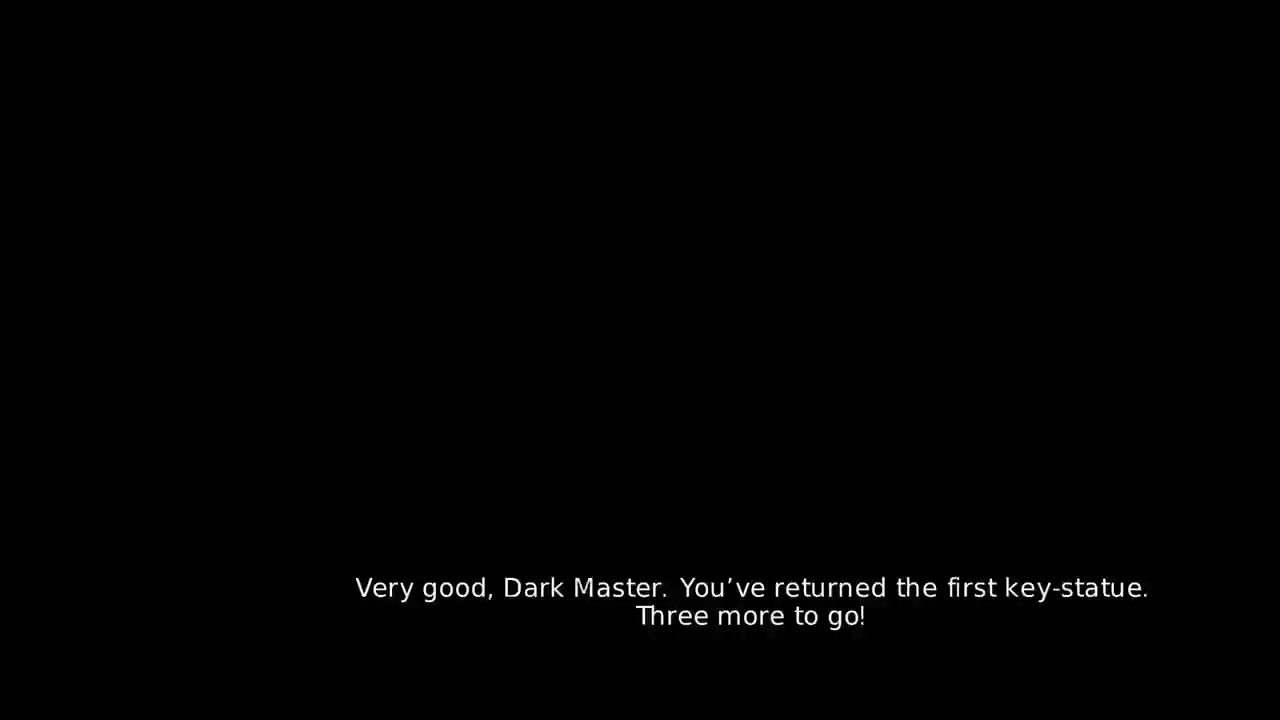 Very good, Dark Master. You’ve returned the first key-statue.
Three more to go!